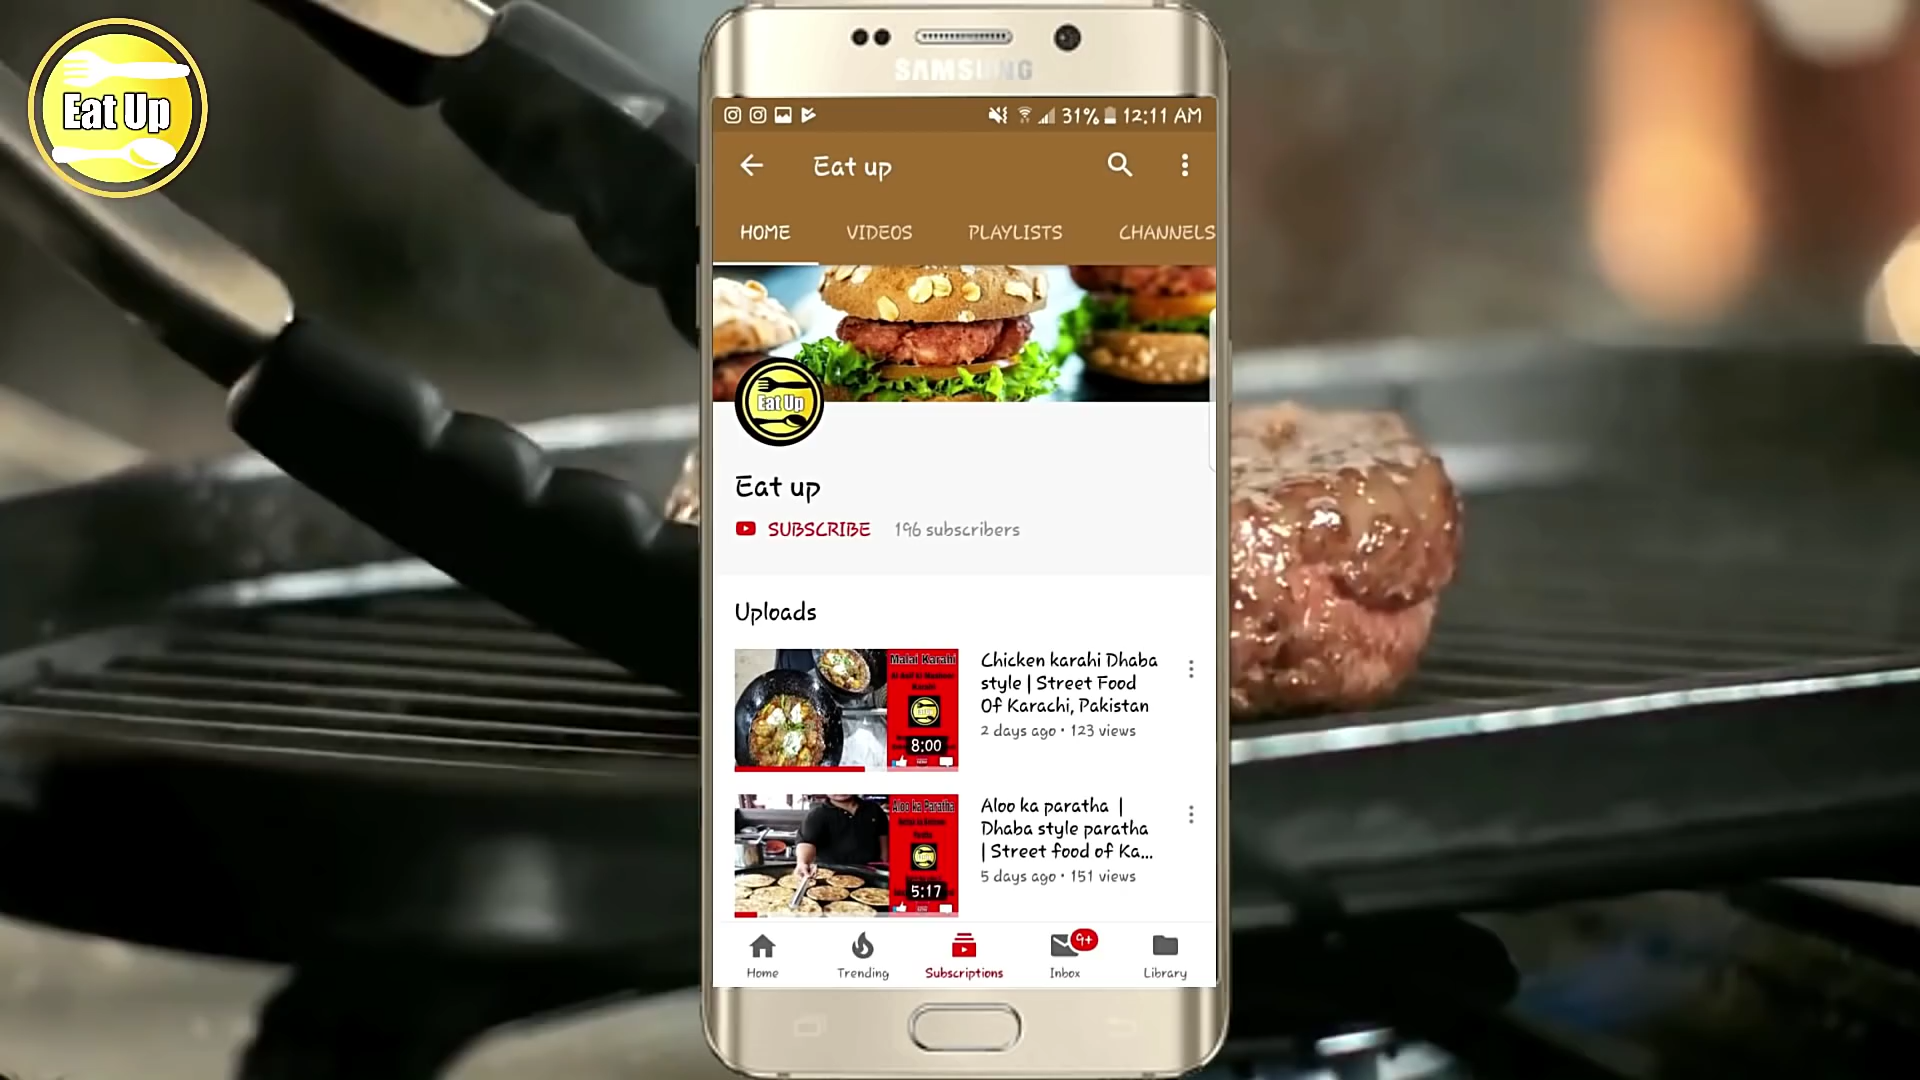 Eat Up
SAMSUNG
31% 12:11 AM
Eat up
HOME VIDEOS PLAYLISTS CHANNELS
Eat Up
Eat up
SUBSCRIBE 196 subscribers
Uploads
Malai Karahi
8:00
Chicken karahi Dhaba
style | Street Food
Of Karachi, Pakistan
2 days ago • 123 views
Aloo ka Paratha
5:17
Aloo ka paratha |
Dhaba style paratha
| Street food of Ka...
5 days ago • 151 views
9+
Home Trending Subscriptions Inbox Library